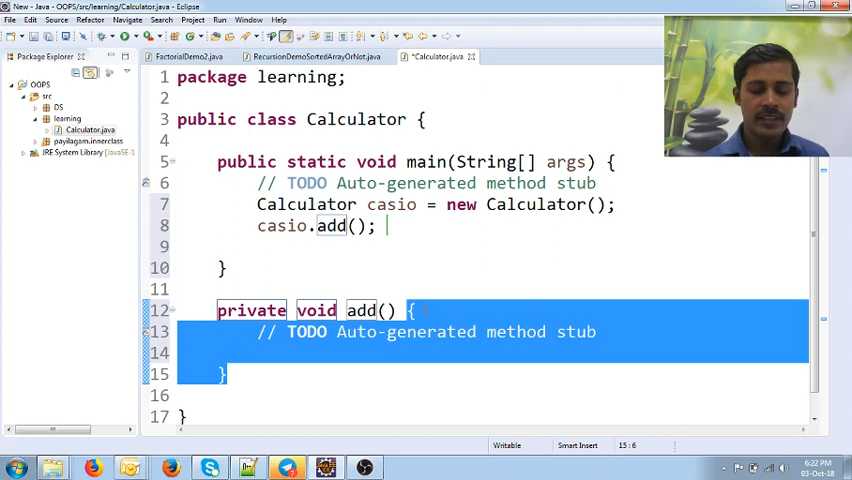 New - Java - OOPS/src/learning/Calculator.java - Eclipse
File Edit Source Refactor Navigate Search Project Run Window Help
Package Explorer
FactorialDemo2.java RecursionDemoSortedArrayOrNot.java *Calculator.java
OOPS
src
DS
learning
Calculator.java
payilagam.innerclass
JRE System Library [JavaSE-1
1 package learning;
2
3 public class Calculator {
4
5 public static void main(String[] args) {
6 // TODO Auto-generated method stub
7 Calculator casio = new Calculator();
8 casio.add();
9
10 }
11
12 private void add() {
13 // TODO Auto-generated method stub
14
15 }
16
17 }
Writable Smart Insert 15 : 6
6:22 PM
03-Oct-18